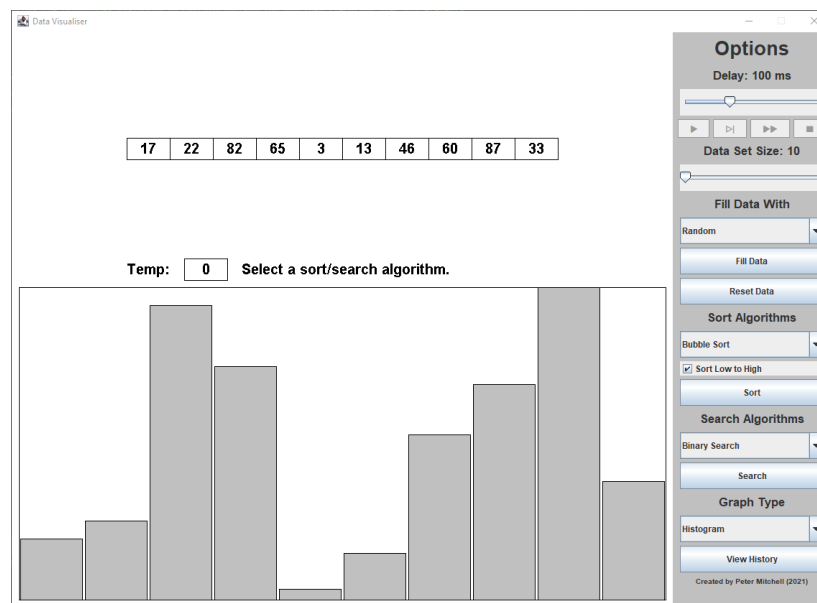 Data Visualiser
Options
Delay: 100 ms
17 22 82 65 3 13 46 60 87 33
Data Set Size: 10
Fill Data With
Random
Fill Data
Temp: 0 Select a sort/search algorithm.
Reset Data
Sort Algorithms
Bubble Sort
Sort Low to High
Sort
Search Algorithms
Binary Search
Search
Graph Type
Histogram
View History
Created by Peter Mitchell (2021)